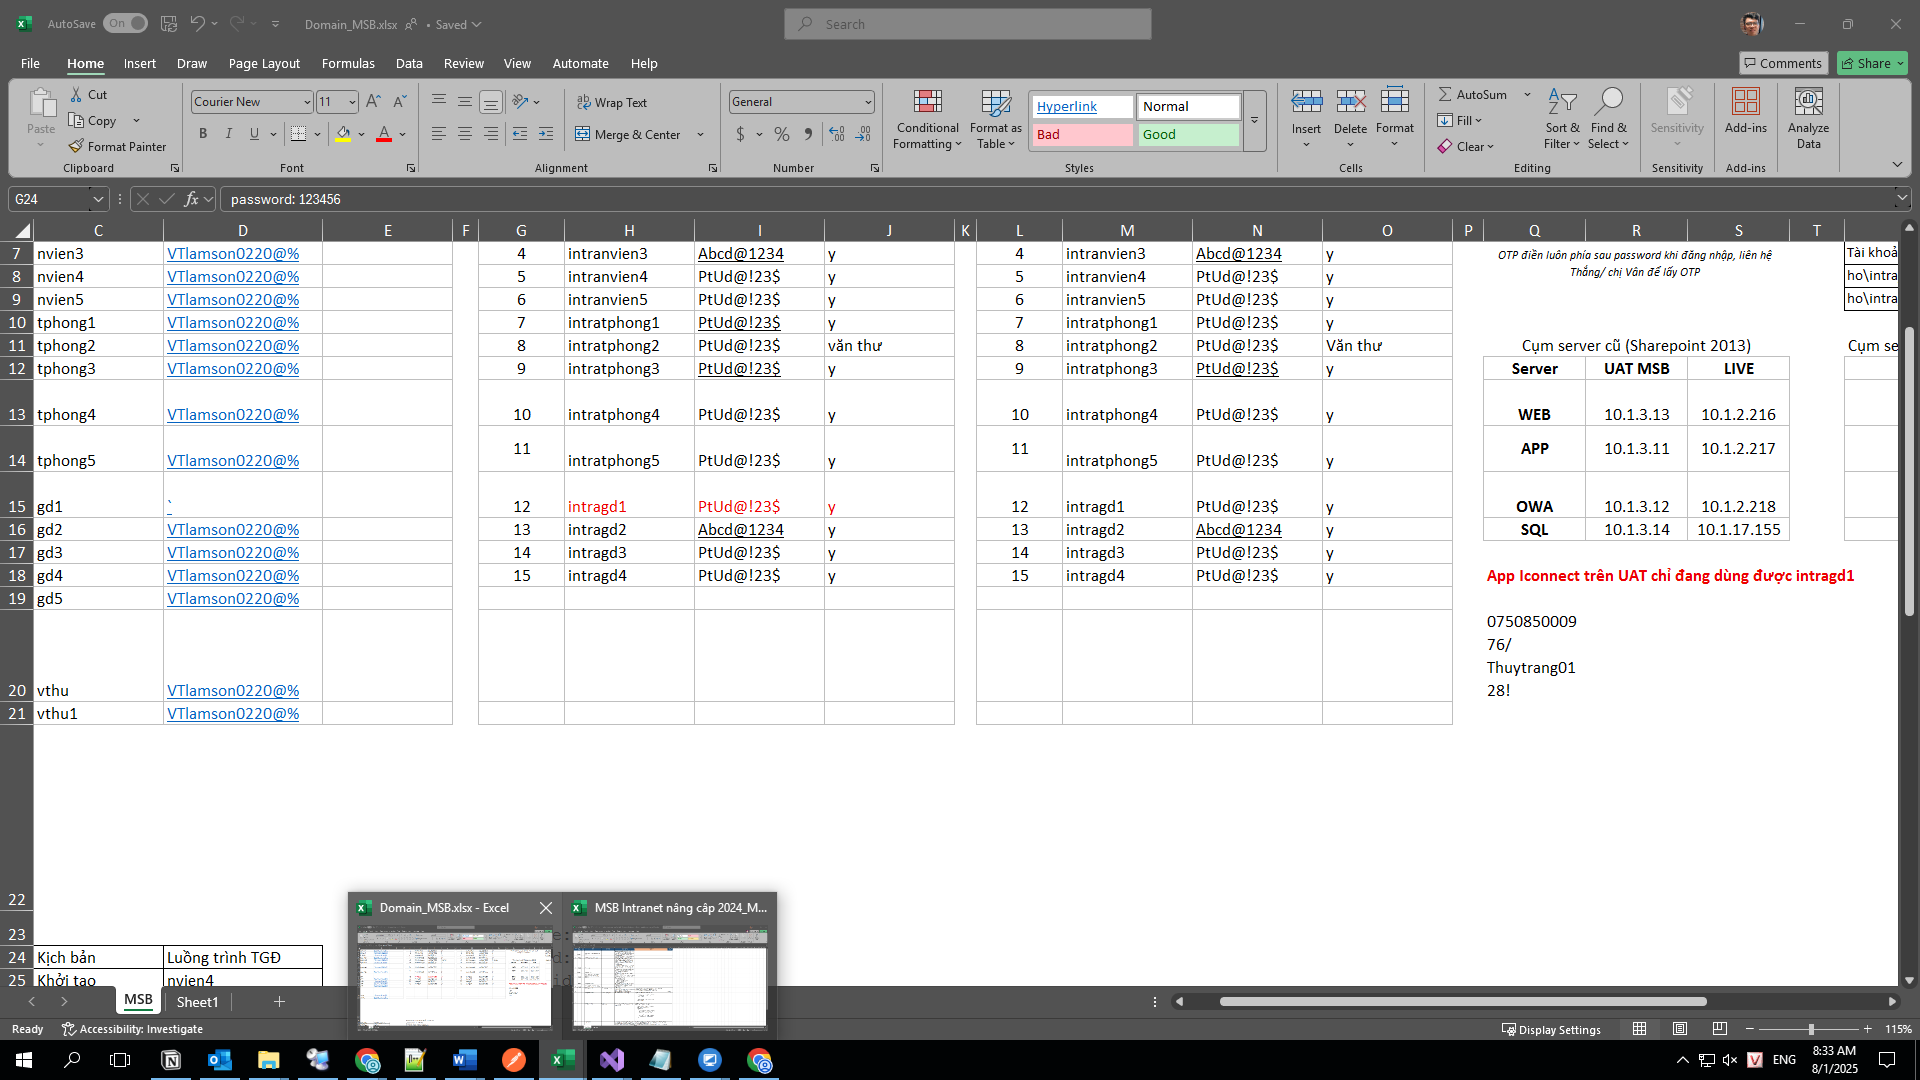 AutoSave On Domain_MSB.xlsx • Saved Search
File Home Insert Draw Page Layout Formulas Data Review View Automate Help Comments Share
Paste Cut Copy Format Painter Clipboard
Courier New 11 B I U A Font
Wrap Text Merge & Center Alignment
General $ % Number
Conditional Formatting Format as Table Hyperlink Normal Bad Good Styles
Insert Delete Format Cells
AutoSum Fill Clear Sort & Filter Find & Select Editing
Sensitivity Sensitivity Add-ins Add-ins Analyze Data
G24 fx password: 123456
C D E F G H I J K L M N O P Q R S T
7 nvien3 VTlamson0220@% 4 intranvien3 Abcd@1234 y 4 intranvien3 Abcd@1234 y
OTP điền luôn phía sau password khi đăng nhập, liên hệ
Thắng/ chị Vân để lấy OTP
Tài khoả
8 nvien4 VTlamson0220@% 5 intranvien4 PtUd@!23$ y 5 intranvien4 PtUd@!23$ y ho\intra
9 nvien5 VTlamson0220@% 6 intranvien5 PtUd@!23$ y 6 intranvien5 PtUd@!23$ y ho\intra
10 tphong1 VTlamson0220@% 7 intratphong1 PtUd@!23$ y 7 intratphong1 PtUd@!23$ y
11 tphong2 VTlamson0220@% 8 intratphong2 PtUd@!23$ văn thư 8 intratphong2 PtUd@!23$ Văn thư Cụm server cũ (Sharepoint 2013) Cụm se
12 tphong3 VTlamson0220@% 9 intratphong3 PtUd@!23$ y 9 intratphong3 PtUd@!23$ y Server UAT MSB LIVE
13 tphong4 VTlamson0220@% 10 intratphong4 PtUd@!23$ y 10 intratphong4 PtUd@!23$ y WEB 10.1.3.13 10.1.2.216
14 tphong5 VTlamson0220@% 11 intratphong5 PtUd@!23$ y 11 intratphong5 PtUd@!23$ y APP 10.1.3.11 10.1.2.217
15 gd1 ` 12 intragd1 PtUd@!23$ y 12 intragd1 PtUd@!23$ y OWA 10.1.3.12 10.1.2.218
16 gd2 VTlamson0220@% 13 intragd2 Abcd@1234 y 13 intragd2 Abcd@1234 y SQL 10.1.3.14 10.1.17.155
17 gd3 VTlamson0220@% 14 intragd3 PtUd@!23$ y 14 intragd3 PtUd@!23$ y
18 gd4 VTlamson0220@% 15 intragd4 PtUd@!23$ y 15 intragd4 PtUd@!23$ y App Iconnect trên UAT chỉ đang dùng được intragd1
19 gd5 VTlamson0220@%
0750850009
76/
Thuytrang01
28!
20 vthu VTlamson0220@%
21 vthu1 VTlamson0220@%
22
Domain_MSB.xlsx - Excel MSB Intranet nâng cấp 2024_M...
23
24 Kịch bản Luồng trình TGĐ
25 Khởi tạo nvien4
MSB Sheet1
Ready Accessibility: Investigate Display Settings 115%
ENG 8:33 AM
8/1/2025